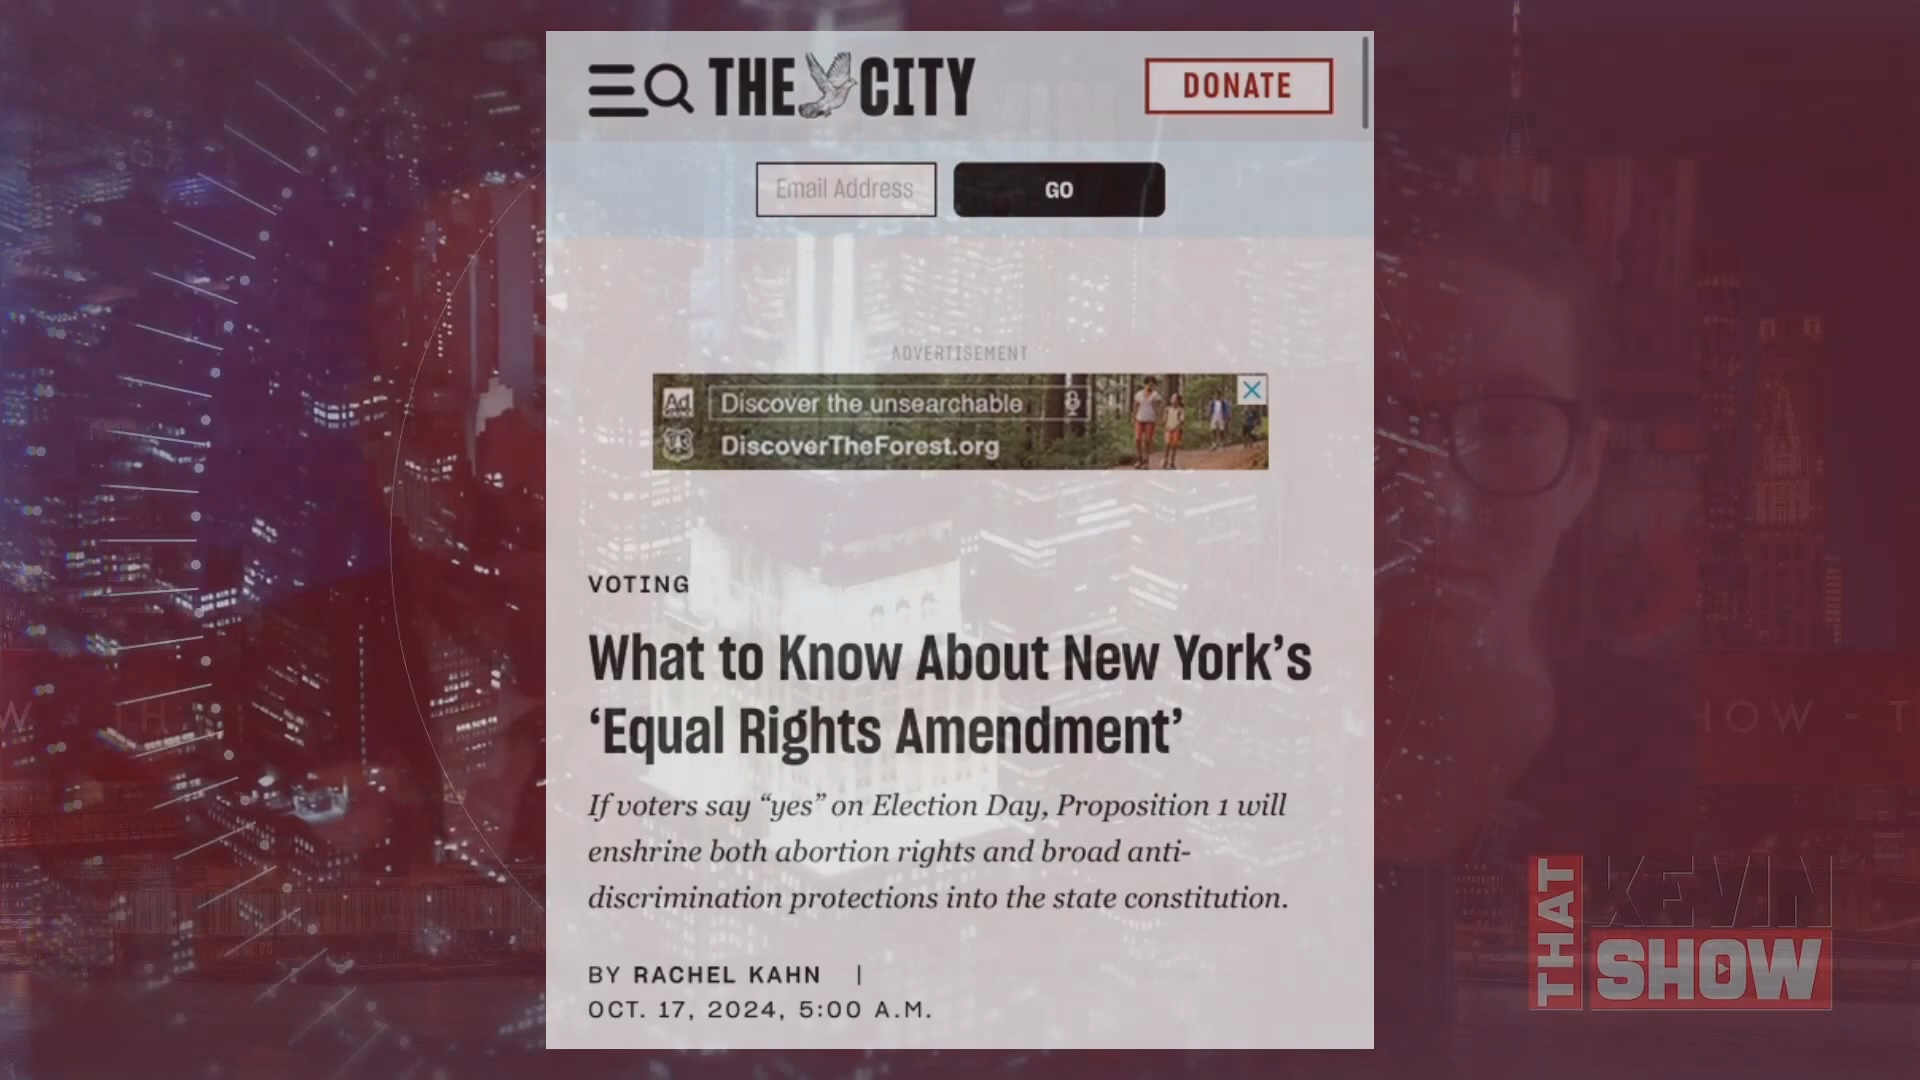 THE CITY
DONATE
Email Address
GO
ADVERTISEMENT
Ad
Discover the unsearchable
DiscoverTheForest.org
VOTING
What to Know About New York’s
‘Equal Rights Amendment’
If voters say “yes” on Election Day, Proposition 1 will
enshrine both abortion rights and broad anti-
discrimination protections into the state constitution.
BY RACHEL KAHN |
OCT. 17, 2024, 5:00 A.M.
THAT
KEVIN
SHOW